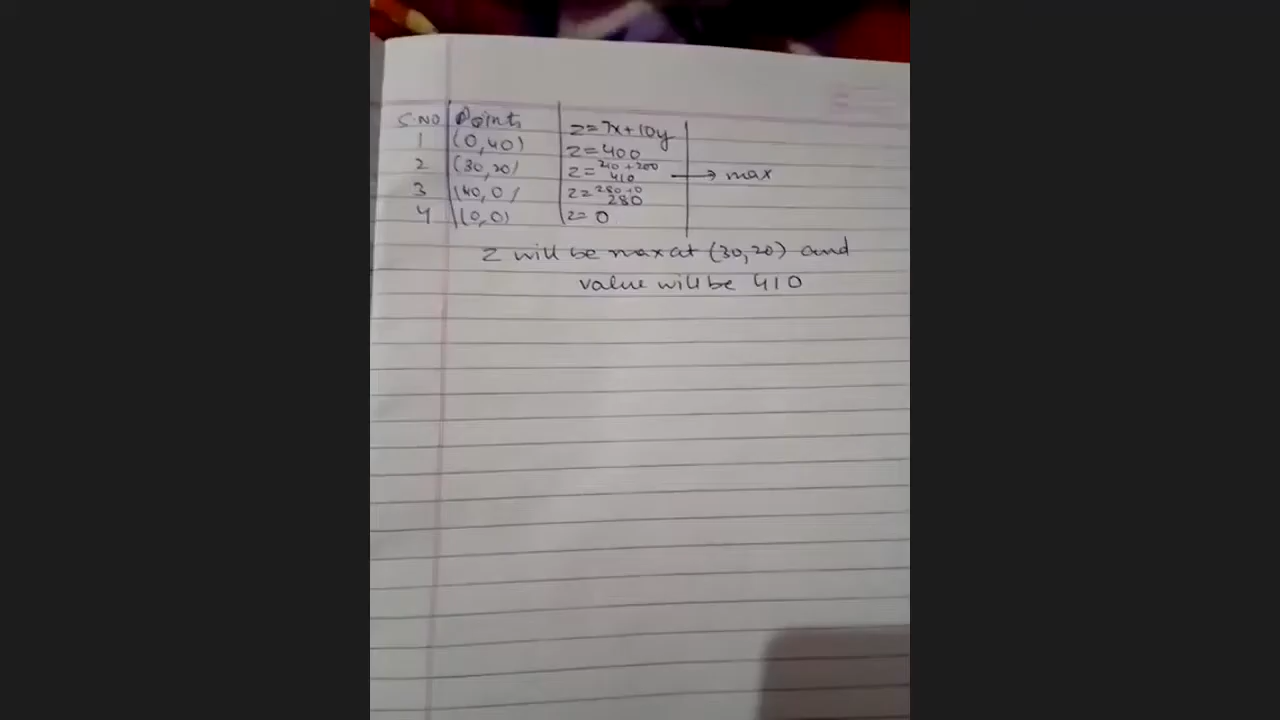 S.NO Points z=7x+10y
1 (0,40) z=400
2 (30,20) z=210+200 410 → max
3 (40,0) z=280+0 280
4 (0,0) z=0
z will be max at (30,20) and
value will be 410